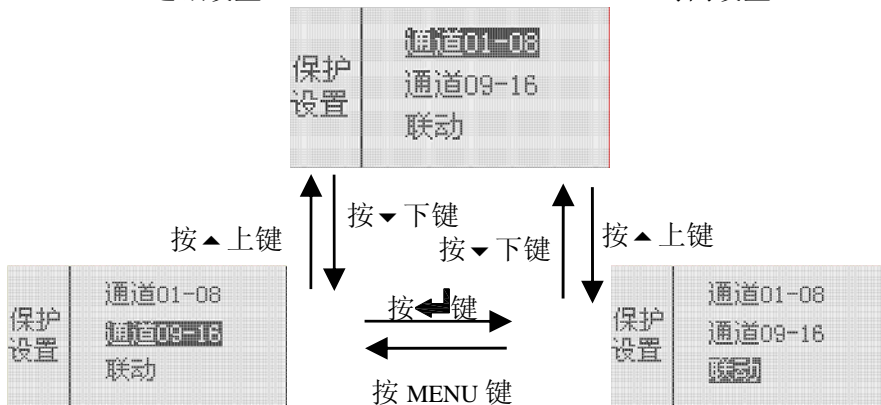 通道01-08
保护
设置
通道09-16
联动
按▲上键
按▼下键
按▼下键
按▲上键
按↵键
按 MENU 键
保护
设置
通道01-08
通道09-16
联动
保护
设置
通道01-08
通道09-16
联动